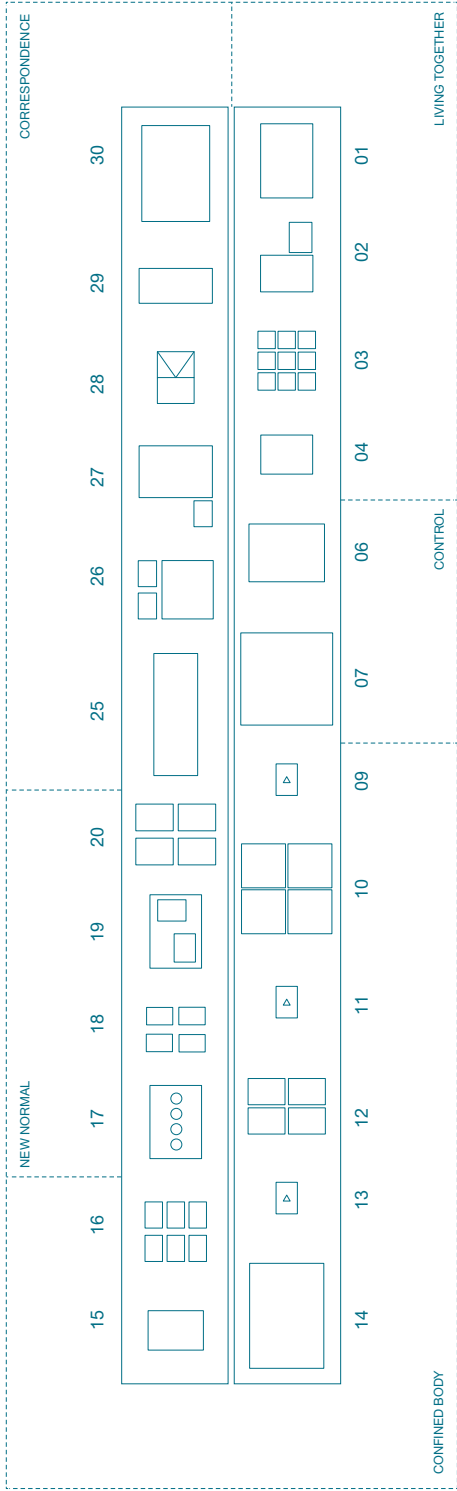 NEW NORMAL
CORRESPONDENCE
15 16 17 18 19 20 25 26 27 28 29 30
14 13 12 11 10 09 07 06 04 03 02 01
CONFINED BODY
CONTROL
LIVING TOGETHER